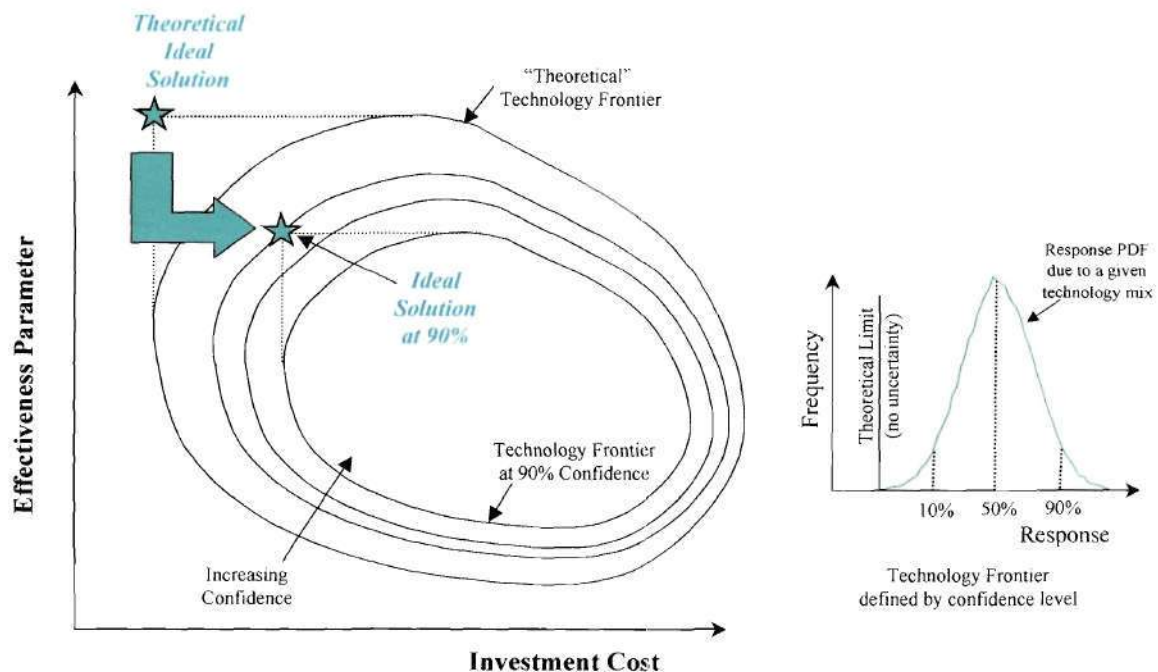 Theoretical
Ideal
Solution
“Theoretical”
Technology Frontier
Ideal
Solution
at 90%
Technology Frontier
at 90% Confidence
Increasing
Confidence
Effectiveness Parameter
Investment Cost
Response PDF
due to a given
technology mix
Frequency
Theoretical Limit
(no uncertainty)
10%
50%
90%
Response
Technology Frontier
defined by confidence level